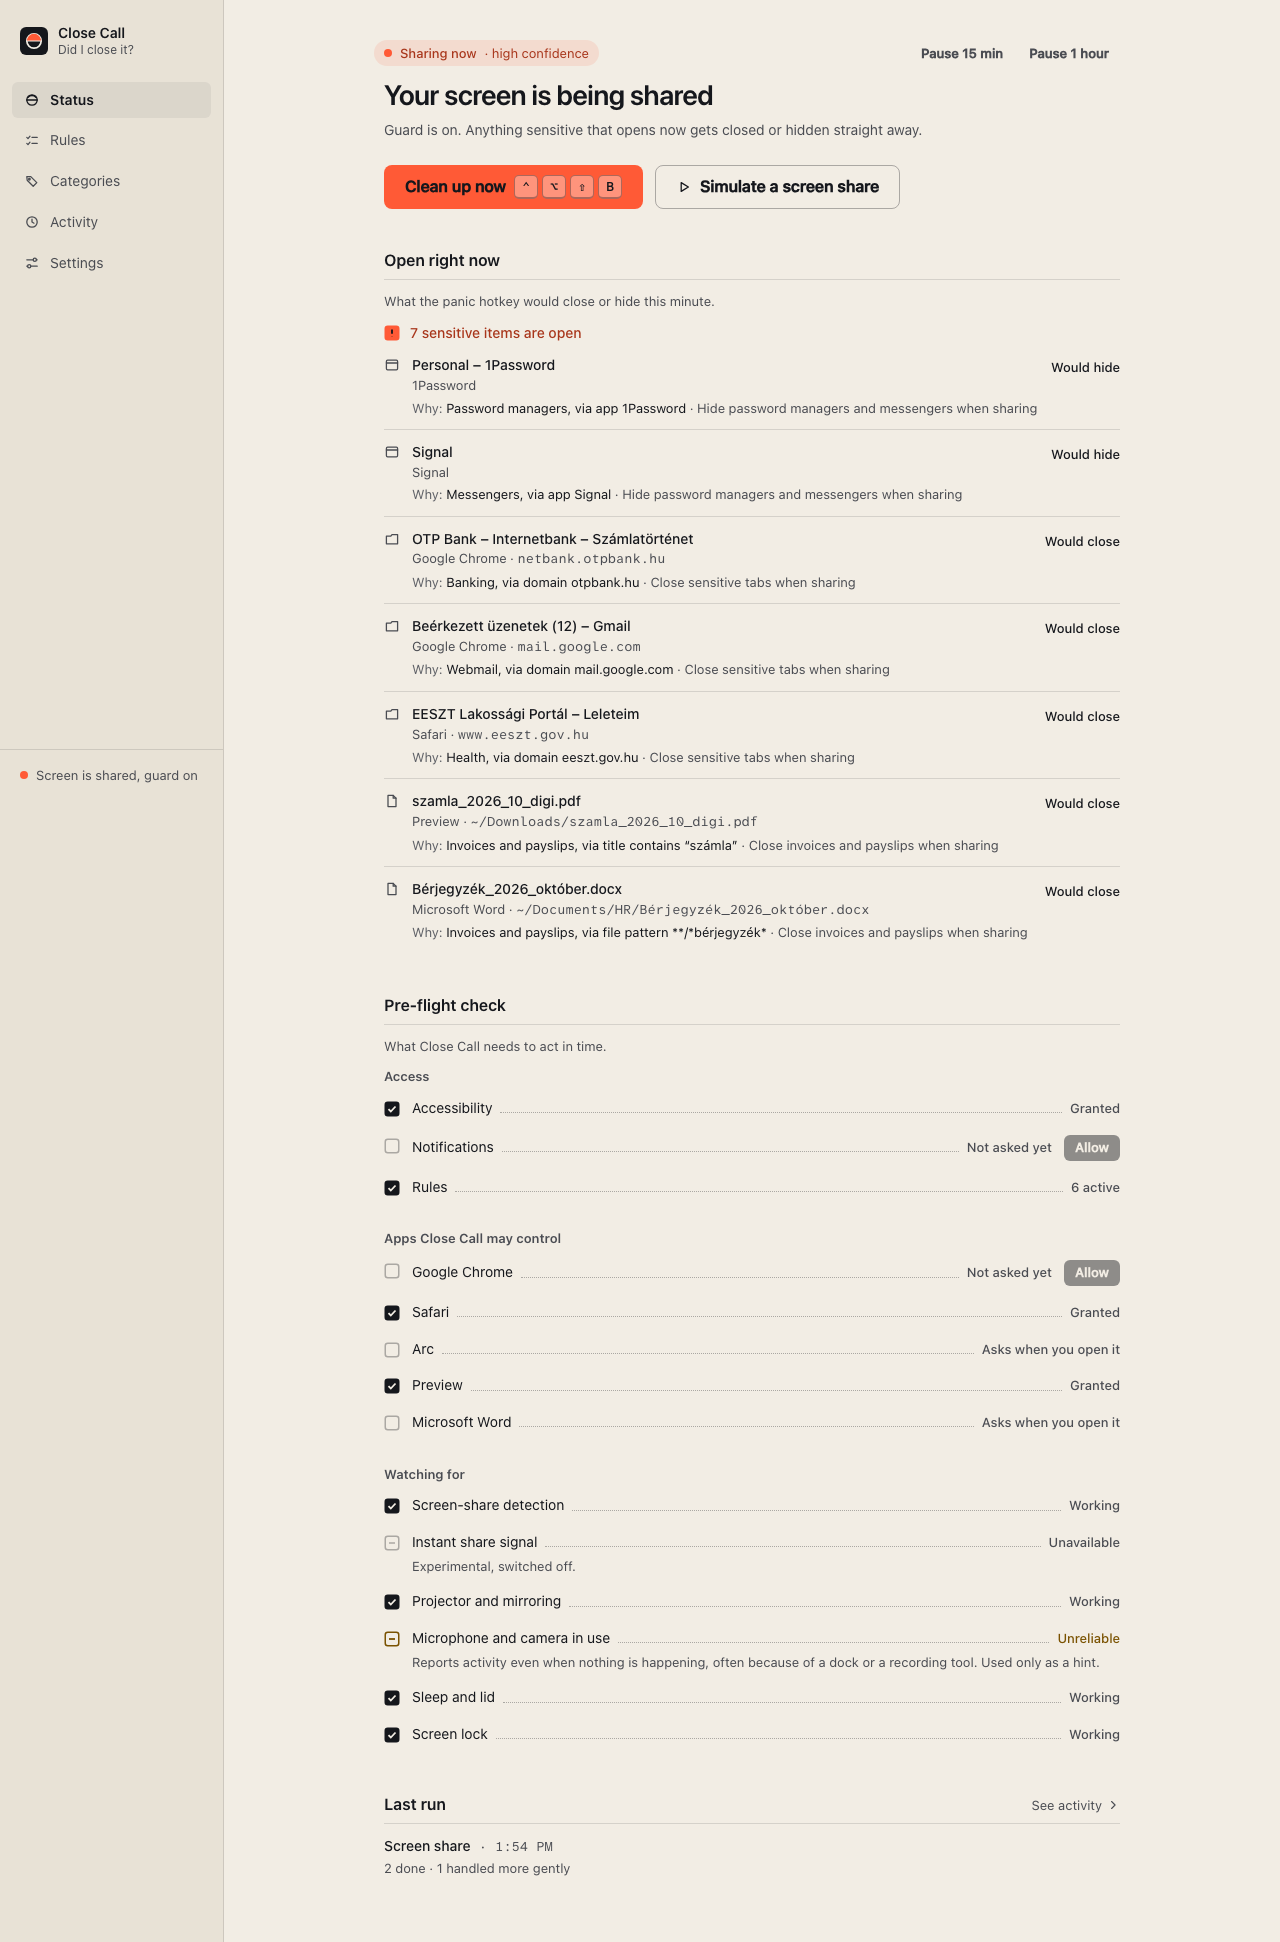 Close Call
Did I close it?
Status
Rules
Categories
Activity
Settings
Screen is shared, guard on
Sharing now · high confidence
Pause 15 min
Pause 1 hour
Your screen is being shared
Guard is on. Anything sensitive that opens now gets closed or hidden straight away.
Clean up now ⌃ ⌥ ⇧ B
Simulate a screen share
Open right now
What the panic hotkey would close or hide this minute.
7 sensitive items are open
Personal – 1Password
Would hide
1Password
Why: Password managers, via app 1Password · Hide password managers and messengers when sharing
Signal
Would hide
Signal
Why: Messengers, via app Signal · Hide password managers and messengers when sharing
OTP Bank – Internetbank – Számlatörténet
Would close
Google Chrome · netbank.otpbank.hu
Why: Banking, via domain otpbank.hu · Close sensitive tabs when sharing
Beérkezett üzenetek (12) – Gmail
Would close
Google Chrome · mail.google.com
Why: Webmail, via domain mail.google.com · Close sensitive tabs when sharing
EESZT Lakossági Portál – Leleteim
Would close
Safari · www.eeszt.gov.hu
Why: Health, via domain eeszt.gov.hu · Close sensitive tabs when sharing
szamla_2026_10_digi.pdf
Would close
Preview · ~/Downloads/szamla_2026_10_digi.pdf
Why: Invoices and payslips, via title contains “számla” · Close invoices and payslips when sharing
Bérjegyzék_2026_október.docx
Would close
Microsoft Word · ~/Documents/HR/Bérjegyzék_2026_október.docx
Why: Invoices and payslips, via file pattern **/*bérjegyzék* · Close invoices and payslips when sharing
Pre-flight check
What Close Call needs to act in time.
Access
Accessibility Granted
Notifications Not asked yet Allow
Rules 6 active
Apps Close Call may control
Google Chrome Not asked yet Allow
Safari Granted
Arc Asks when you open it
Preview Granted
Microsoft Word Asks when you open it
Watching for
Screen-share detection Working
Instant share signal Unavailable
Experimental, switched off.
Projector and mirroring Working
Microphone and camera in use Unreliable
Reports activity even when nothing is happening, often because of a dock or a recording tool. Used only as a hint.
Sleep and lid Working
Screen lock Working
Last run
See activity
Screen share · 1:54 PM
2 done · 1 handled more gently